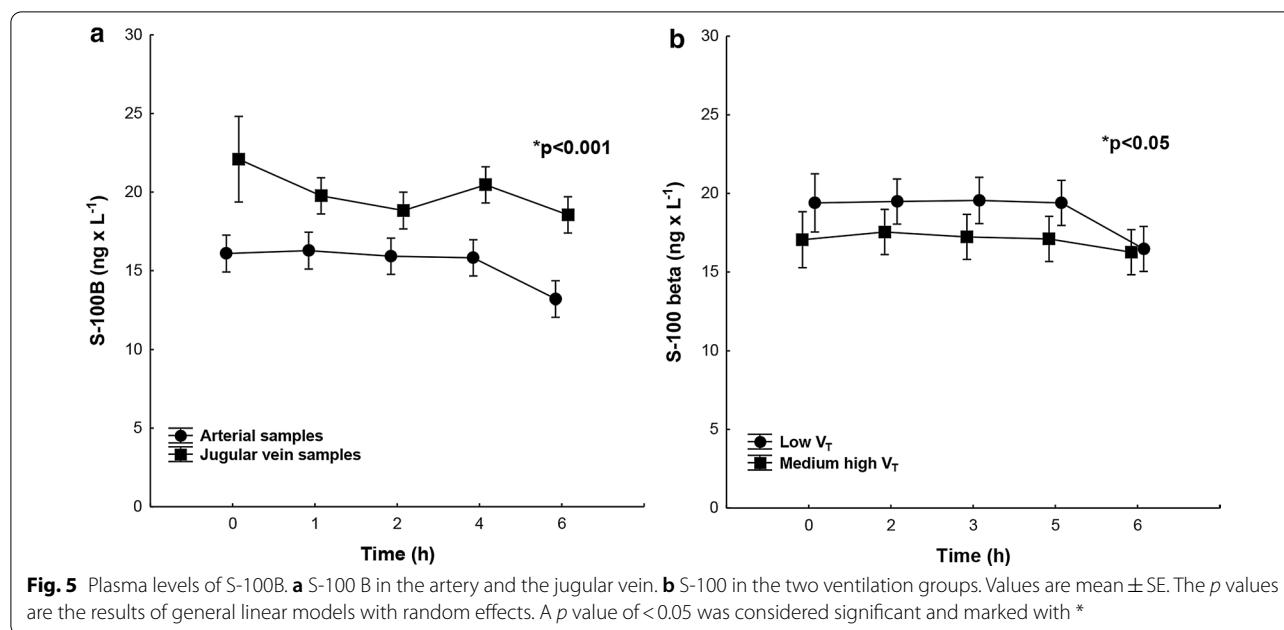 a
30
25
20
15
10
5
0
S-100B (ng x L-1)
*p<0.001
Arterial samples
Jugular vein samples
0 1 2 4 6
Time (h)
b
30
25
20
15
10
5
0
S-100 beta (ng x L-1)
*p<0.05
Low VT
Medium high VT
0 2 3 5 6
Time (h)
Fig. 5 Plasma levels of S-100B. a S-100 B in the artery and the jugular vein. b S-100 in the two ventilation groups. Values are mean ± SE. The p values
are the results of general linear models with random effects. A p value of < 0.05 was considered significant and marked with *